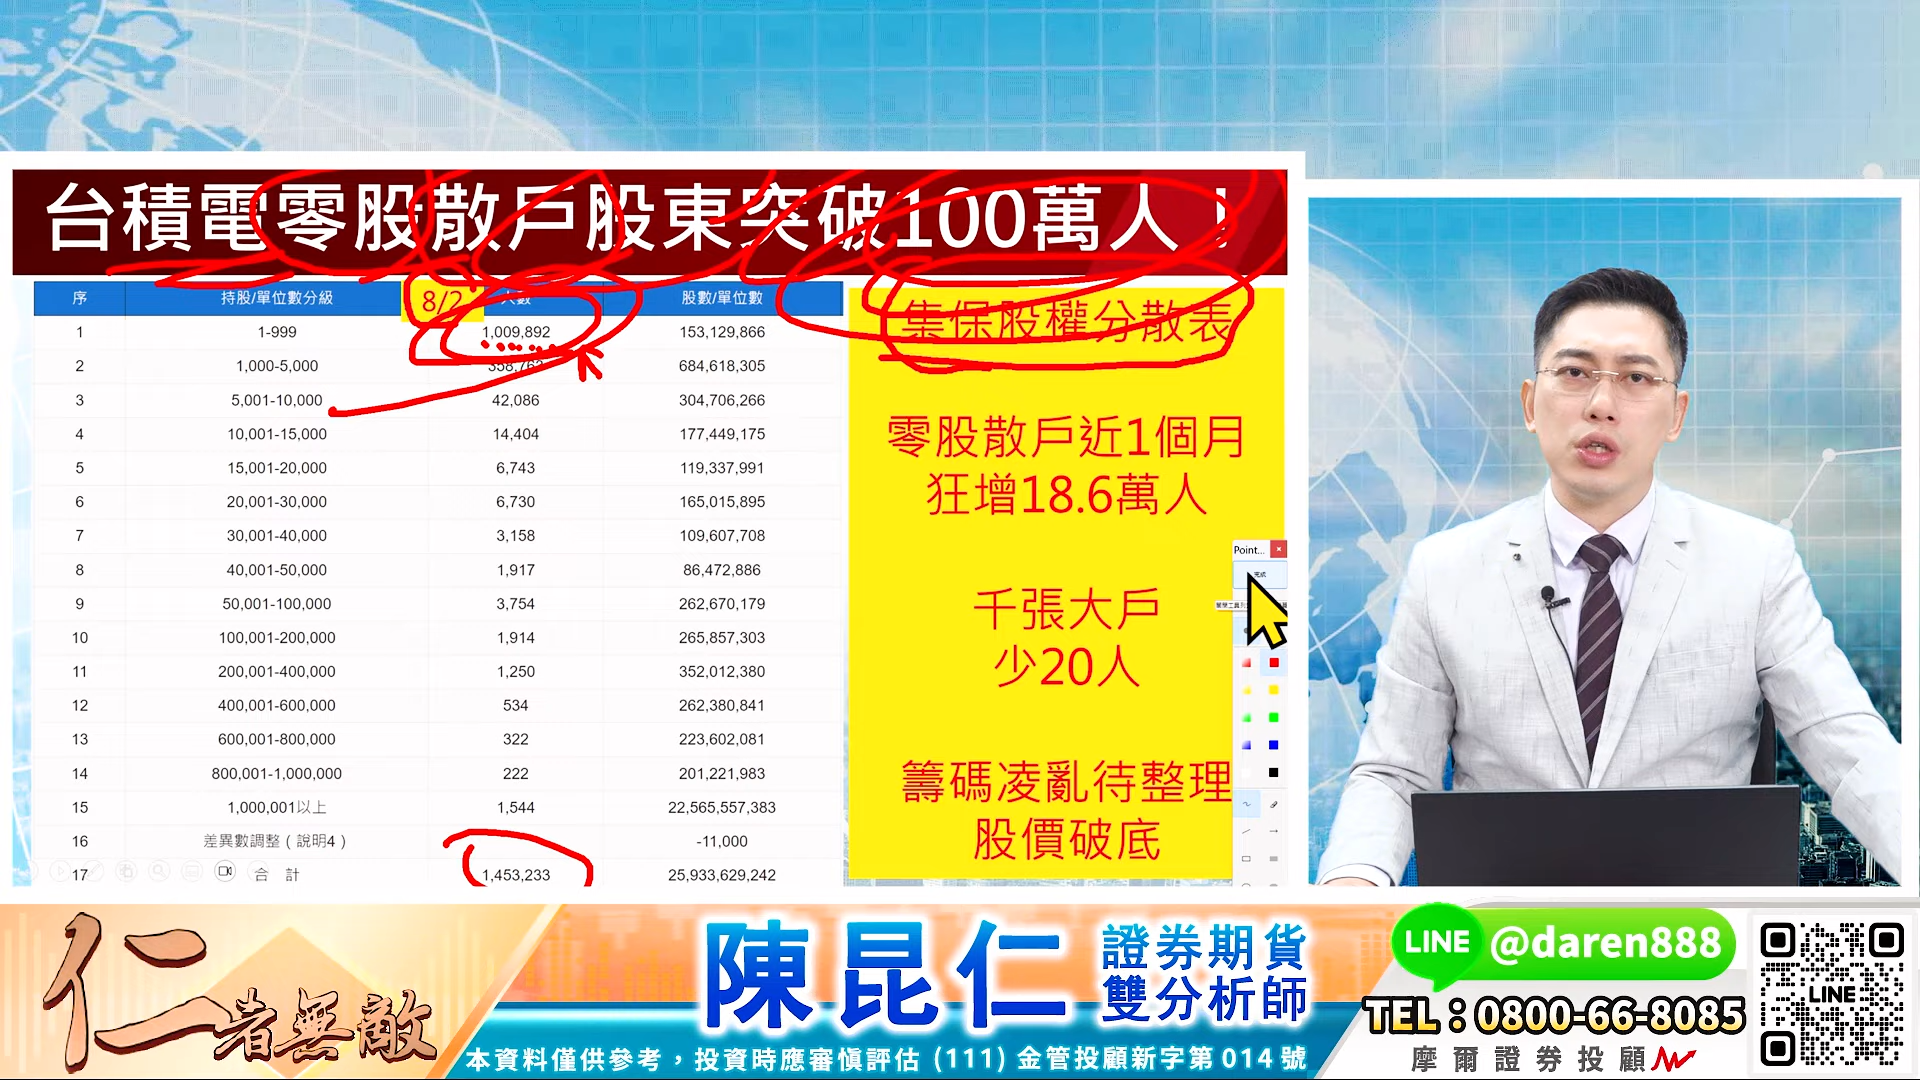 台積電零股散戶股東突破100萬人！
序 持股/單位數分級 8/2 人數 股數/單位數
1 1-999 1,009,892 153,129,866
2 1,000-5,000 358,763 684,618,305
3 5,001-10,000 42,086 304,706,266
4 10,001-15,000 14,404 177,449,175
5 15,001-20,000 6,743 119,337,991
6 20,001-30,000 6,730 165,015,895
7 30,001-40,000 3,158 109,607,708
8 40,001-50,000 1,917 86,472,886
9 50,001-100,000 3,754 262,670,179
10 100,001-200,000 1,914 265,857,303
11 200,001-400,000 1,250 352,012,380
12 400,001-600,000 534 262,380,841
13 600,001-800,000 322 223,602,081
14 800,001-1,000,000 222 201,221,983
15 1,000,001以上 1,544 22,565,557,383
16 差異數調整（說明4） -11,000
17 合 計 1,453,233 25,933,629,242
集保股權分散表
零股散戶近1個月
狂增18.6萬人
千張大戶
少20人
籌碼凌亂待整理
股價破底
Point...
完成
仁者無敵
陳昆仁
證券期貨
雙分析師
本資料僅供參考，投資時應審慎評估 (111) 金管投顧新字第 014 號
LINE @daren888
TEL：0800-66-8085
摩爾證券投顧
LINE